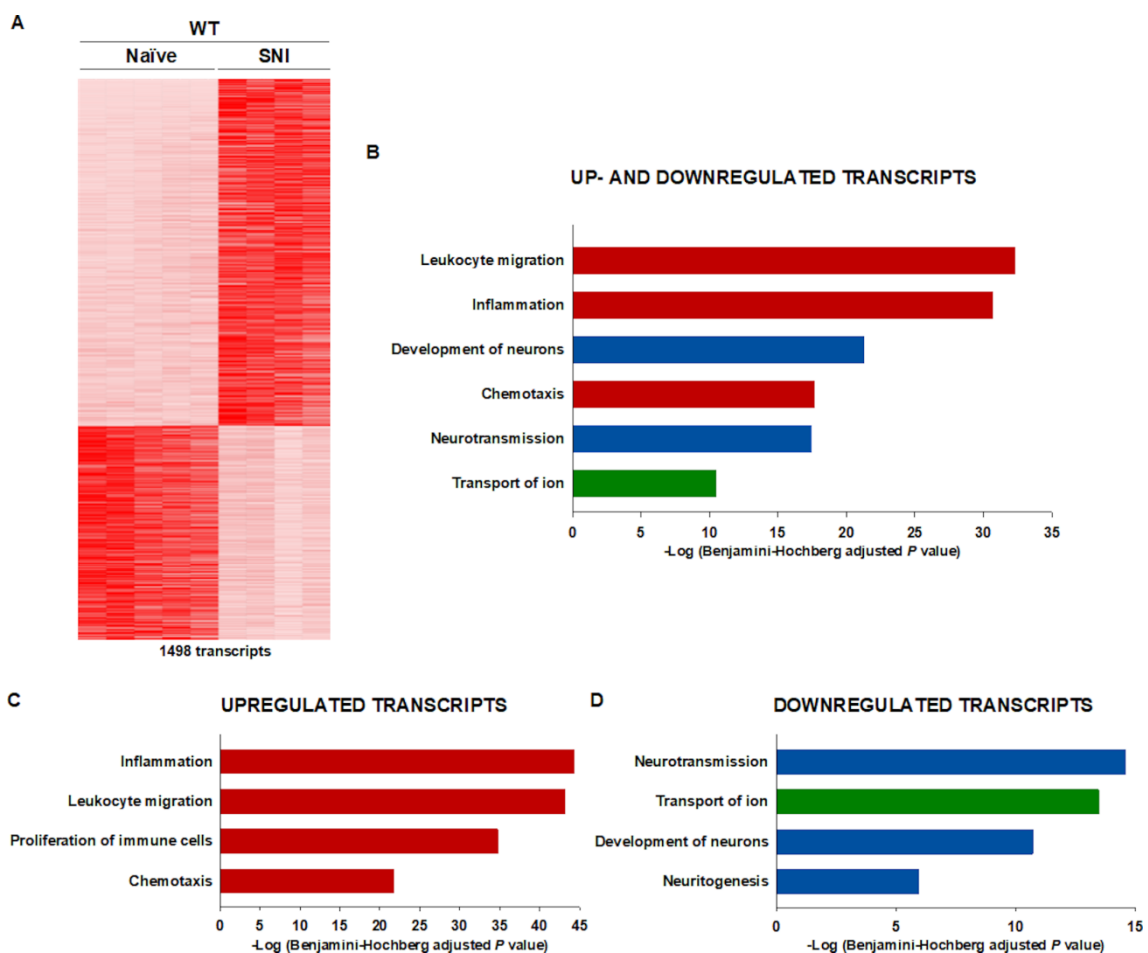 A
WT
Naïve SNI
1498 transcripts
B
UP- AND DOWNREGULATED TRANSCRIPTS
Leukocyte migration
Inflammation
Development of neurons
Chemotaxis
Neurotransmission
Transport of ion
0 5 10 15 20 25 30 35
-Log (Benjamini-Hochberg adjusted P value)
C
UPREGULATED TRANSCRIPTS
Inflammation
Leukocyte migration
Proliferation of immune cells
Chemotaxis
0 5 10 15 20 25 30 35 40 45
-Log (Benjamini-Hochberg adjusted P value)
D
DOWNREGULATED TRANSCRIPTS
Neurotransmission
Transport of ion
Development of neurons
Neuritogenesis
0 5 10 15
-Log (Benjamini-Hochberg adjusted P value)